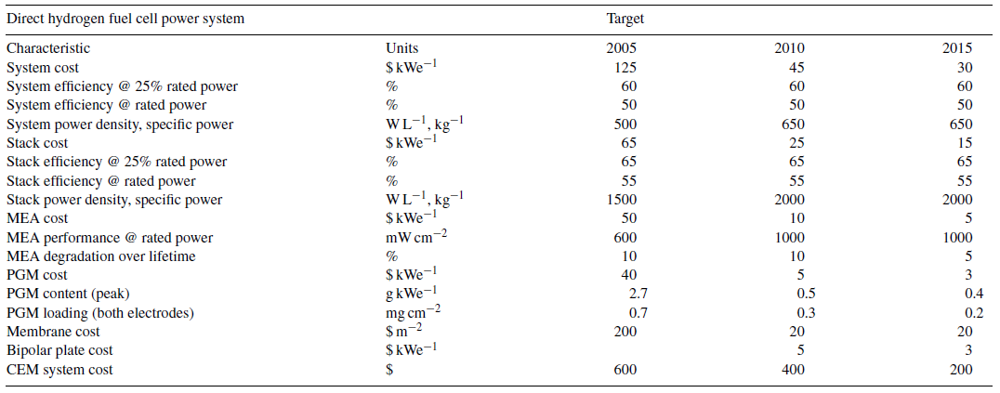 Direct hydrogen fuel cell power system Target
Characteristic Units 2005 2010 2015
System cost $ kWe⁻¹ 125 45 30
System efficiency @ 25% rated power % 60 60 60
System efficiency @ rated power % 50 50 50
System power density, specific power W L⁻¹, kg⁻¹ 500 650 650
Stack cost $ kWe⁻¹ 65 25 15
Stack efficiency @ 25% rated power % 65 65 65
Stack efficiency @ rated power % 55 55 55
Stack power density, specific power W L⁻¹, kg⁻¹ 1500 2000 2000
MEA cost $ kWe⁻¹ 50 10 5
MEA performance @ rated power mW cm⁻² 600 1000 1000
MEA degradation over lifetime % 10 10 5
PGM cost $ kWe⁻¹ 40 5 3
PGM content (peak) g kWe⁻¹ 2.7 0.5 0.4
PGM loading (both electrodes) mg cm⁻² 0.7 0.3 0.2
Membrane cost $ m⁻² 200 20 20
Bipolar plate cost $ kWe⁻¹ 5 3
CEM system cost $ 600 400 200